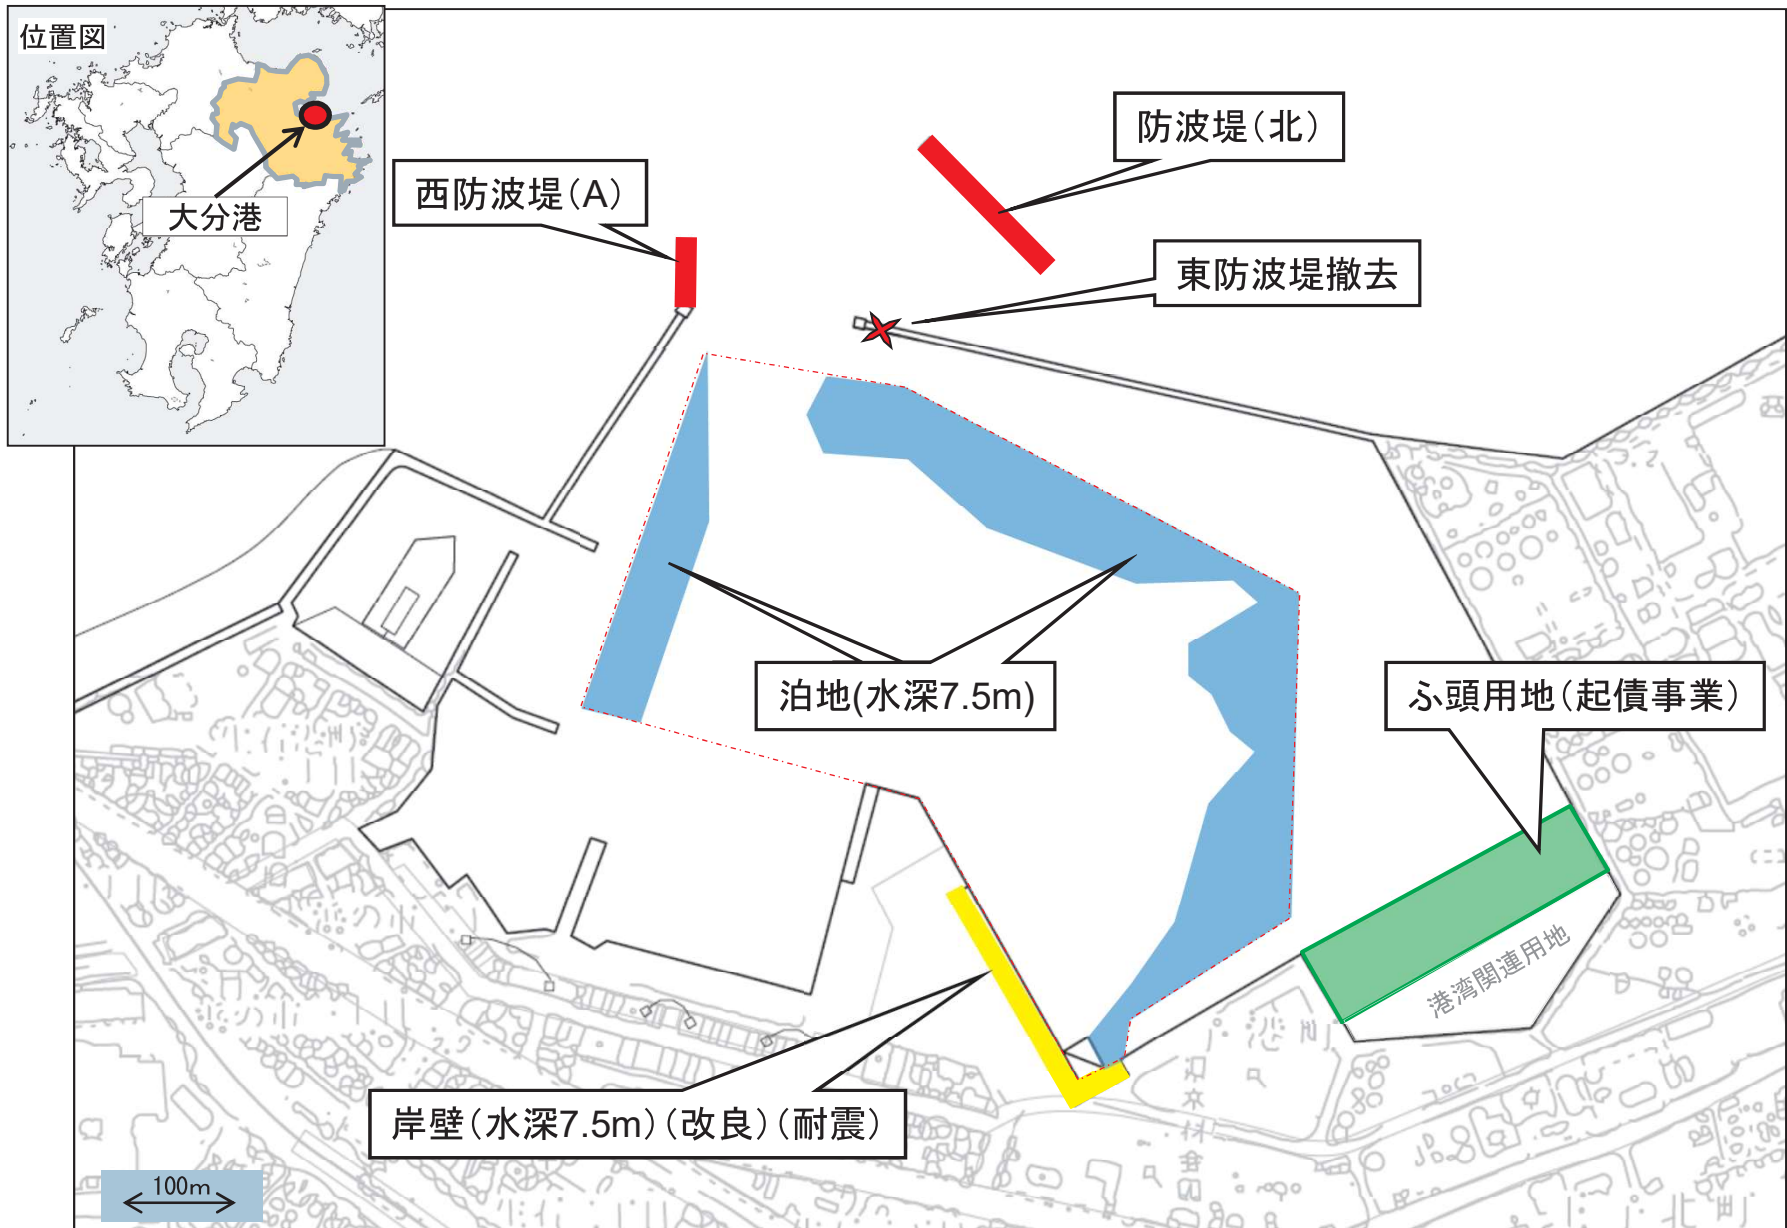 位置図
大分港
防波堤(北)
西防波堤(A)
東防波堤撤去
泊地(水深7.5m)
ふ頭用地(起債事業)
港湾関連用地
岸壁(水深7.5m)(改良)(耐震)
100m